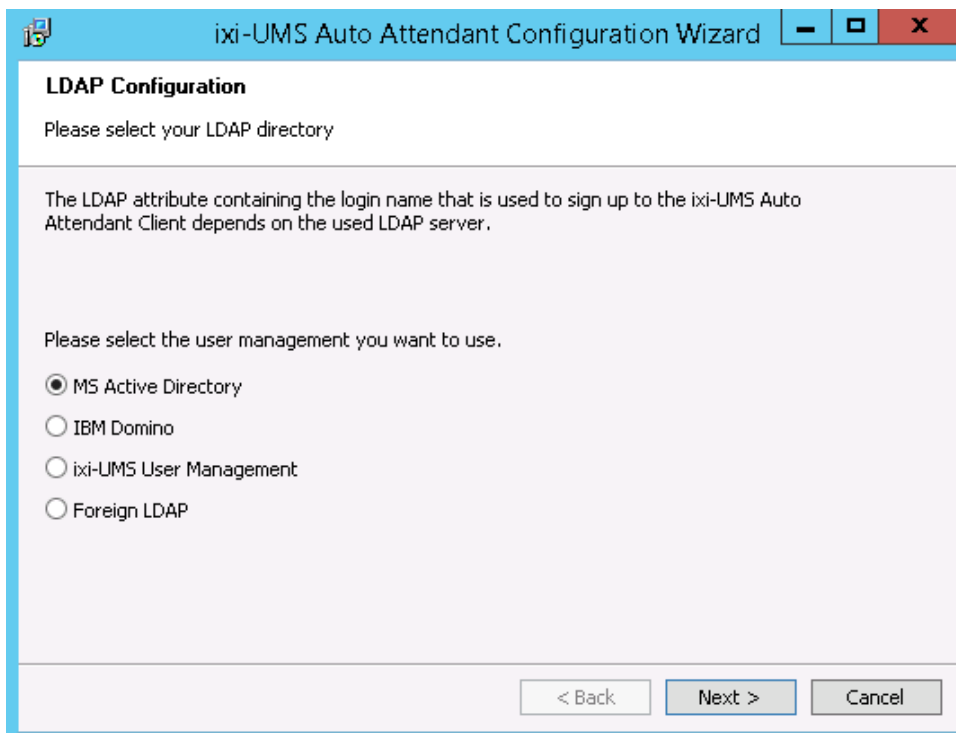 ixi-UMS Auto Attendant Configuration Wizard
LDAP Configuration
Please select your LDAP directory
The LDAP attribute containing the login name that is used to sign up to the ixi-UMS Auto
Attendant Client depends on the used LDAP server.
Please select the user management you want to use.
MS Active Directory
IBM Domino
ixi-UMS User Management
Foreign LDAP
< Back Next > Cancel